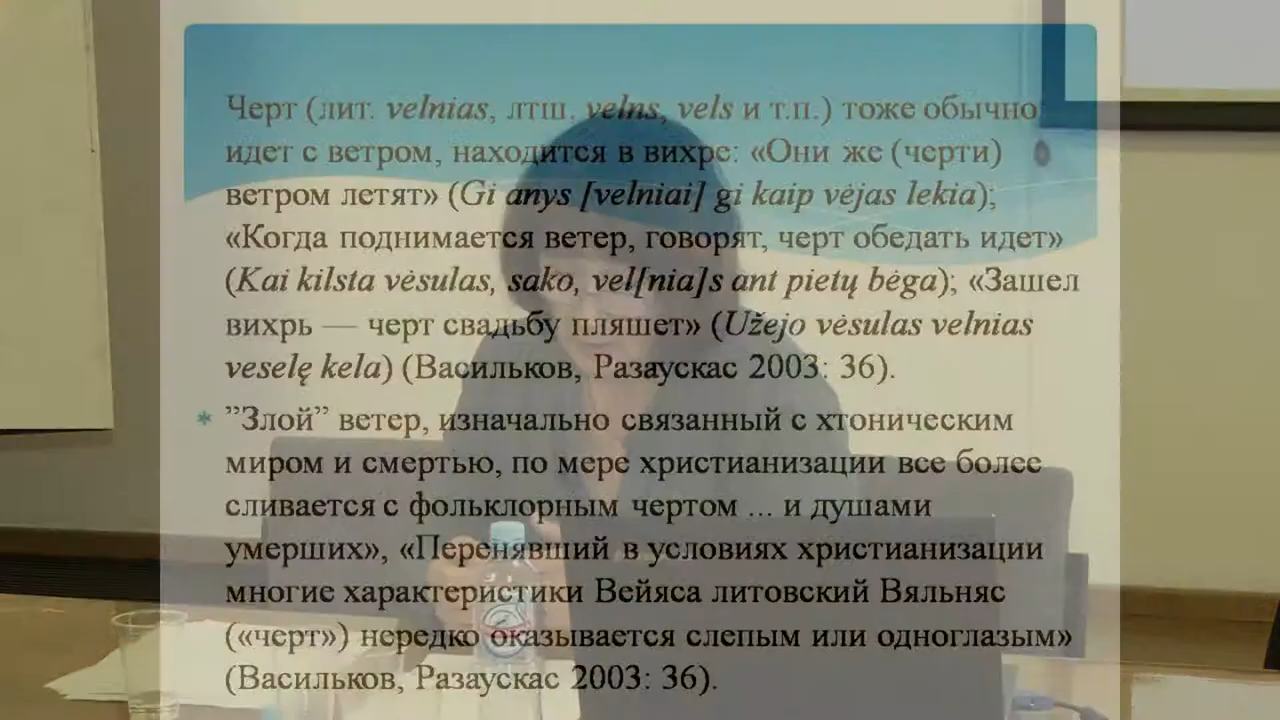 Черт (лит. velnias, лтш. velns, vels и т.п.) тоже обычно
идет с ветром, находится в вихре: «Они же (черти)
ветром летят» (Gi anys [velniai] gi kaip vėjas lekia);
«Когда поднимается ветер, говорят, черт обедать идет»
(Kai kilsta vėsulas, sako, vel[nia]s ant pietų bėga); «Зашел
вихрь — черт свадьбу пляшет» (Užejo vėsulas velnias
veselę kela) (Васильков, Разаускас 2003: 36).
* ”Злой” ветер, изначально связанный с хтоническим
миром и смертью, по мере христианизации все более
сливается с фольклорным чертом ... и душами
умерших», «Перенявший в условиях христианизации
многие характеристики Вейяса литовский Вяльняс
(«черт») нередко оказывается слепым или одноглазым»
(Васильков, Разаускас 2003: 36).